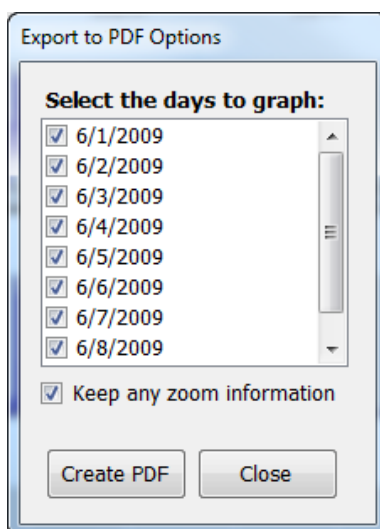 Export to PDF Options
Select the days to graph:
6/1/2009
6/2/2009
6/3/2009
6/4/2009
6/5/2009
6/6/2009
6/7/2009
6/8/2009
Keep any zoom information
Create PDF Close